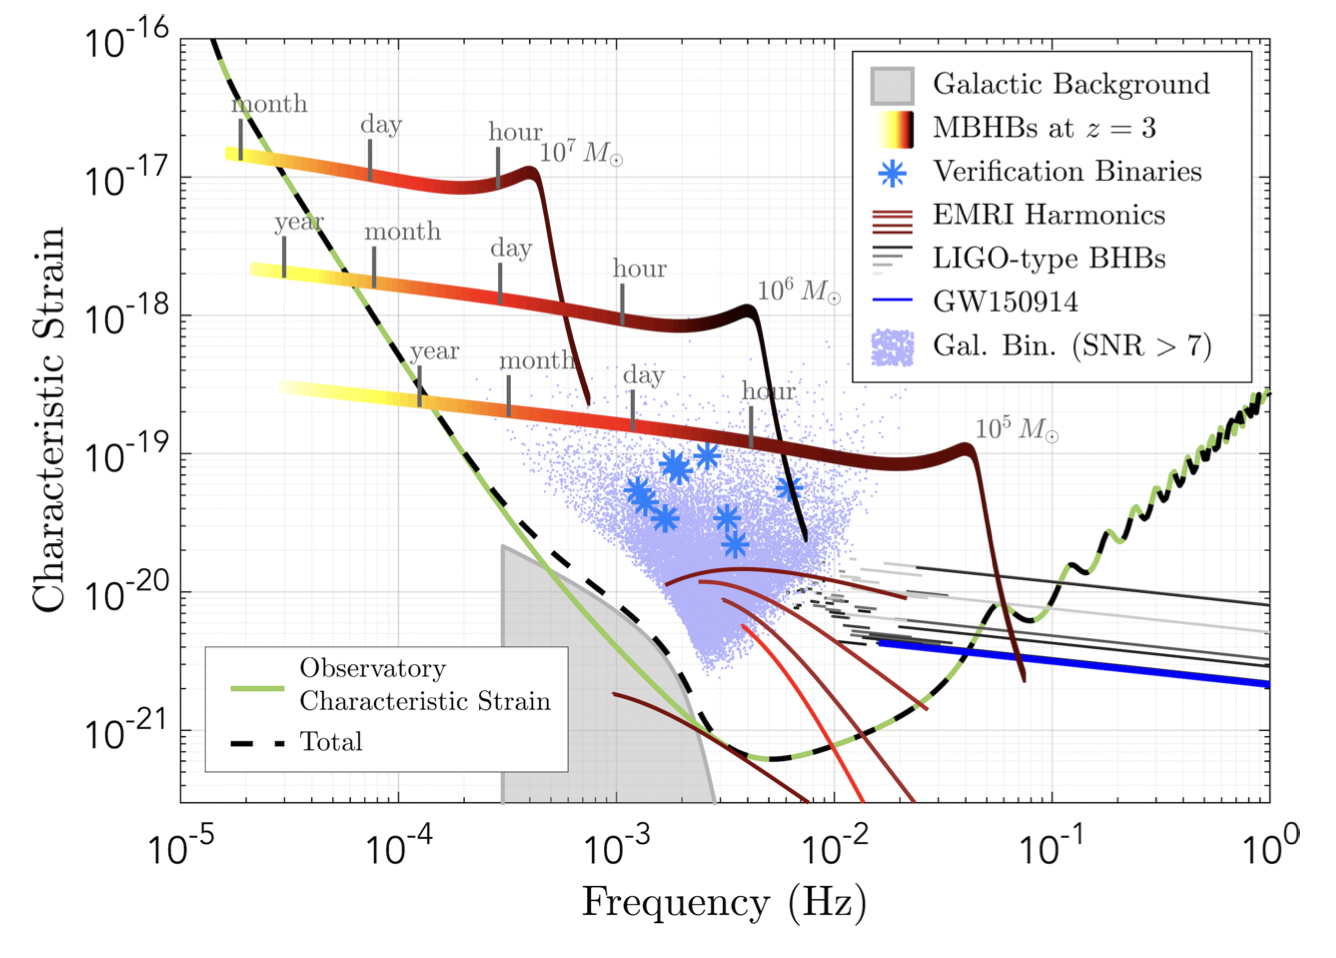 10^-16
10^-17
10^-18
10^-19
10^-20
10^-21
Characteristic Strain
month
day
hour
10^7 M_⊙
year
month
day
hour
10^6 M_⊙
year
month
day
hour
10^5 M_⊙
Galactic Background
MBHBs at z = 3
Verification Binaries
EMRI Harmonics
LIGO-type BHBs
GW150914
Gal. Bin. (SNR > 7)
Observatory
Characteristic Strain
Total
10^-5 10^-4 10^-3 10^-2 10^-1 10^0
Frequency (Hz)